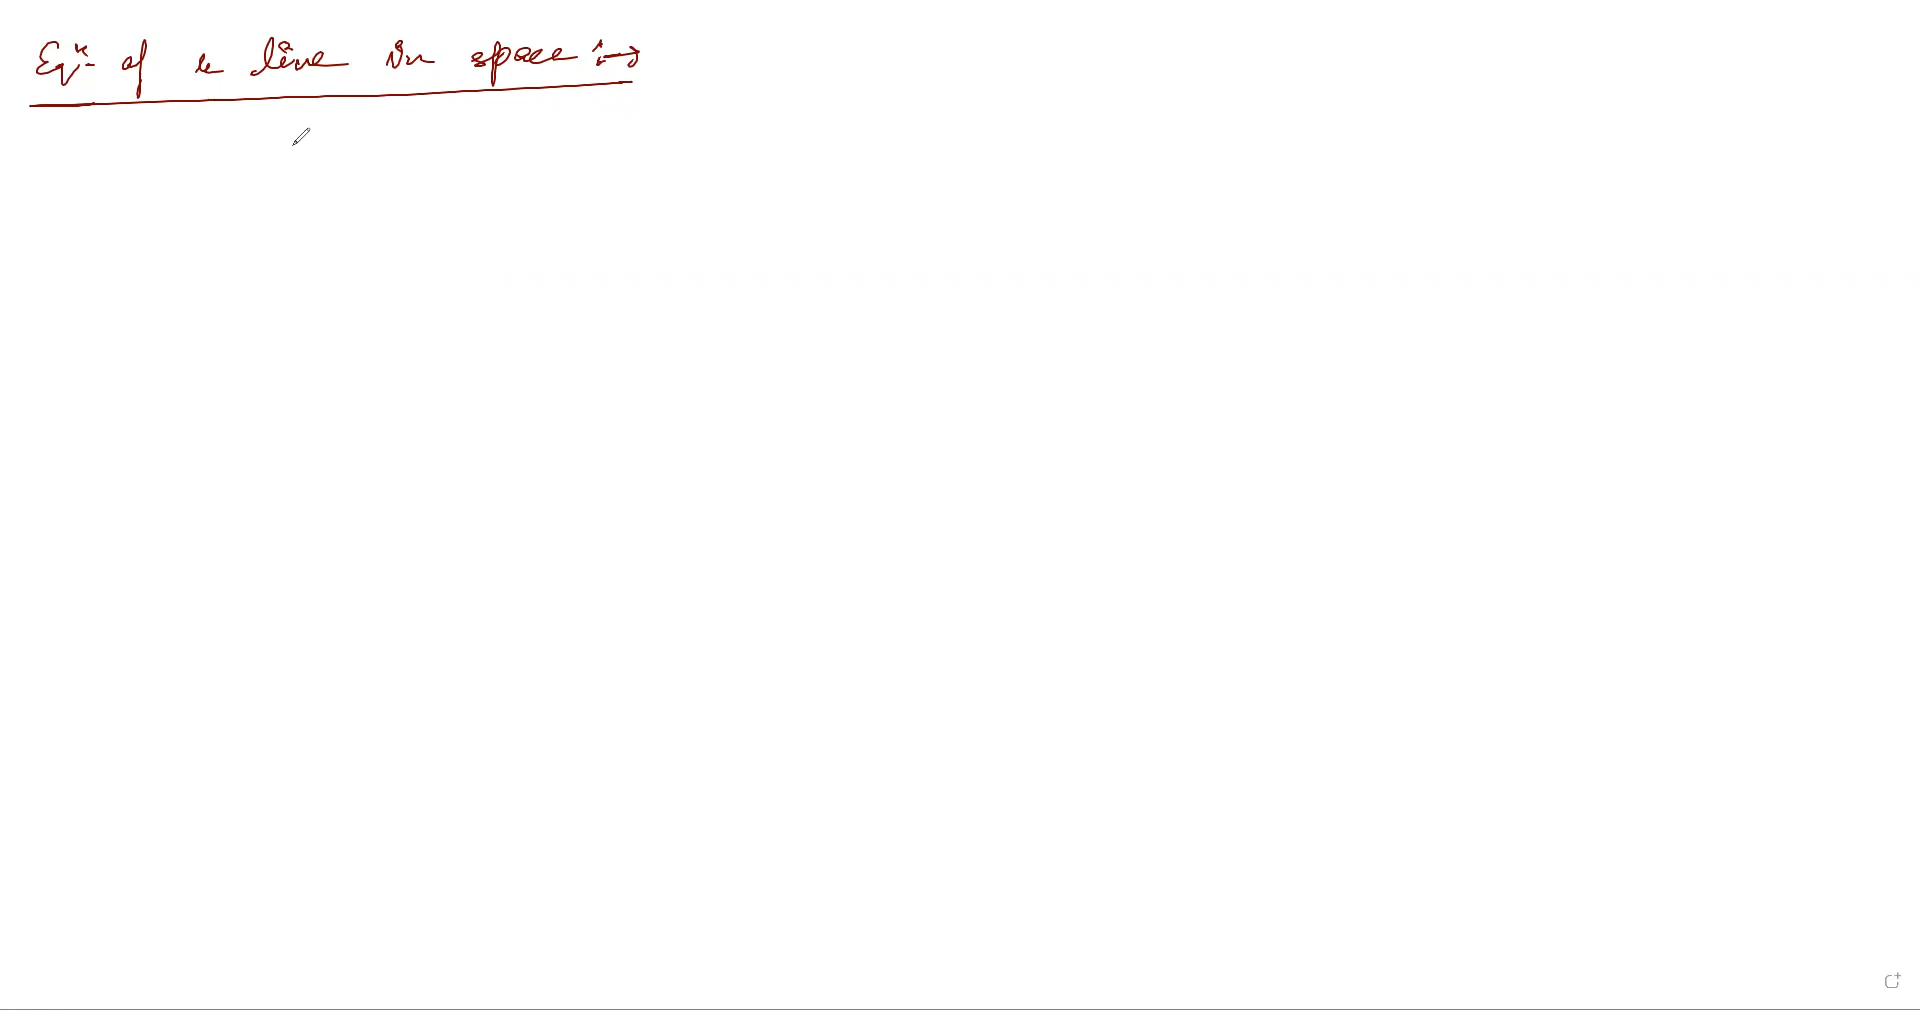 Eqn of a line in space :→